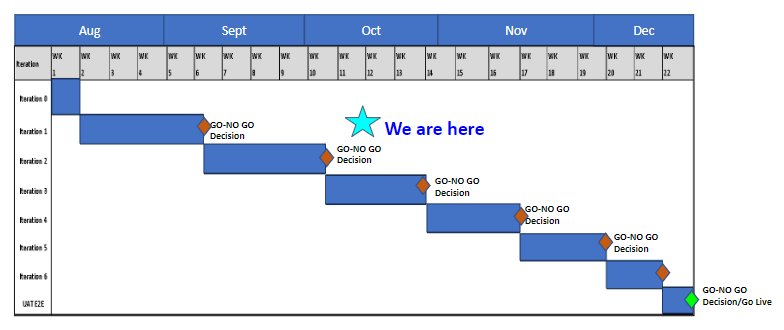 Aug Sept Oct Nov Dec
Iteration WK 1 WK 2 WK 3 WK 4 WK 5 WK 6 WK 7 WK 8 WK 9 WK 10 WK 11 WK 12 WK 13 WK 14 WK 15 WK 16 WK 17 WK 18 WK 19 WK 20 WK 21 WK 22
Iteration 0
Iteration 1
GO-NO GO
Decision
We are here
Iteration 2
GO-NO GO
Decision
Iteration 3
GO-NO GO
Decision
Iteration 4
GO-NO GO
Decision
Iteration 5
GO-NO GO
Decision
Iteration 6
UAT E2E
GO-NO GO
Decision/Go Live